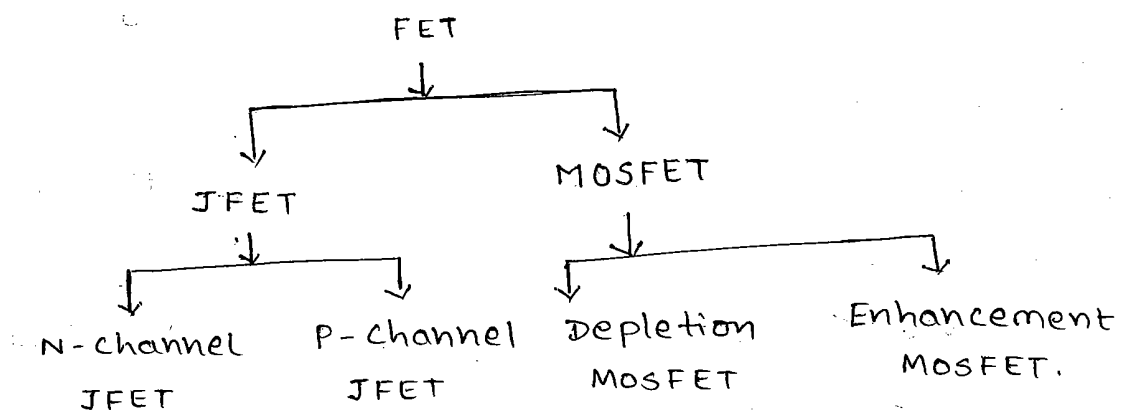 FET
JFET
MOSFET
N-channel
JFET
P-channel
JFET
Depletion
MOSFET
Enhancement
MOSFET.